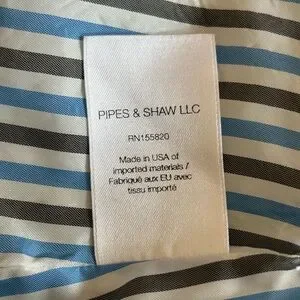 PIPES & SHAW LLC
RN155820
Made in USA of
imported materials /
Fabriqué aux EU avec
tissu importé